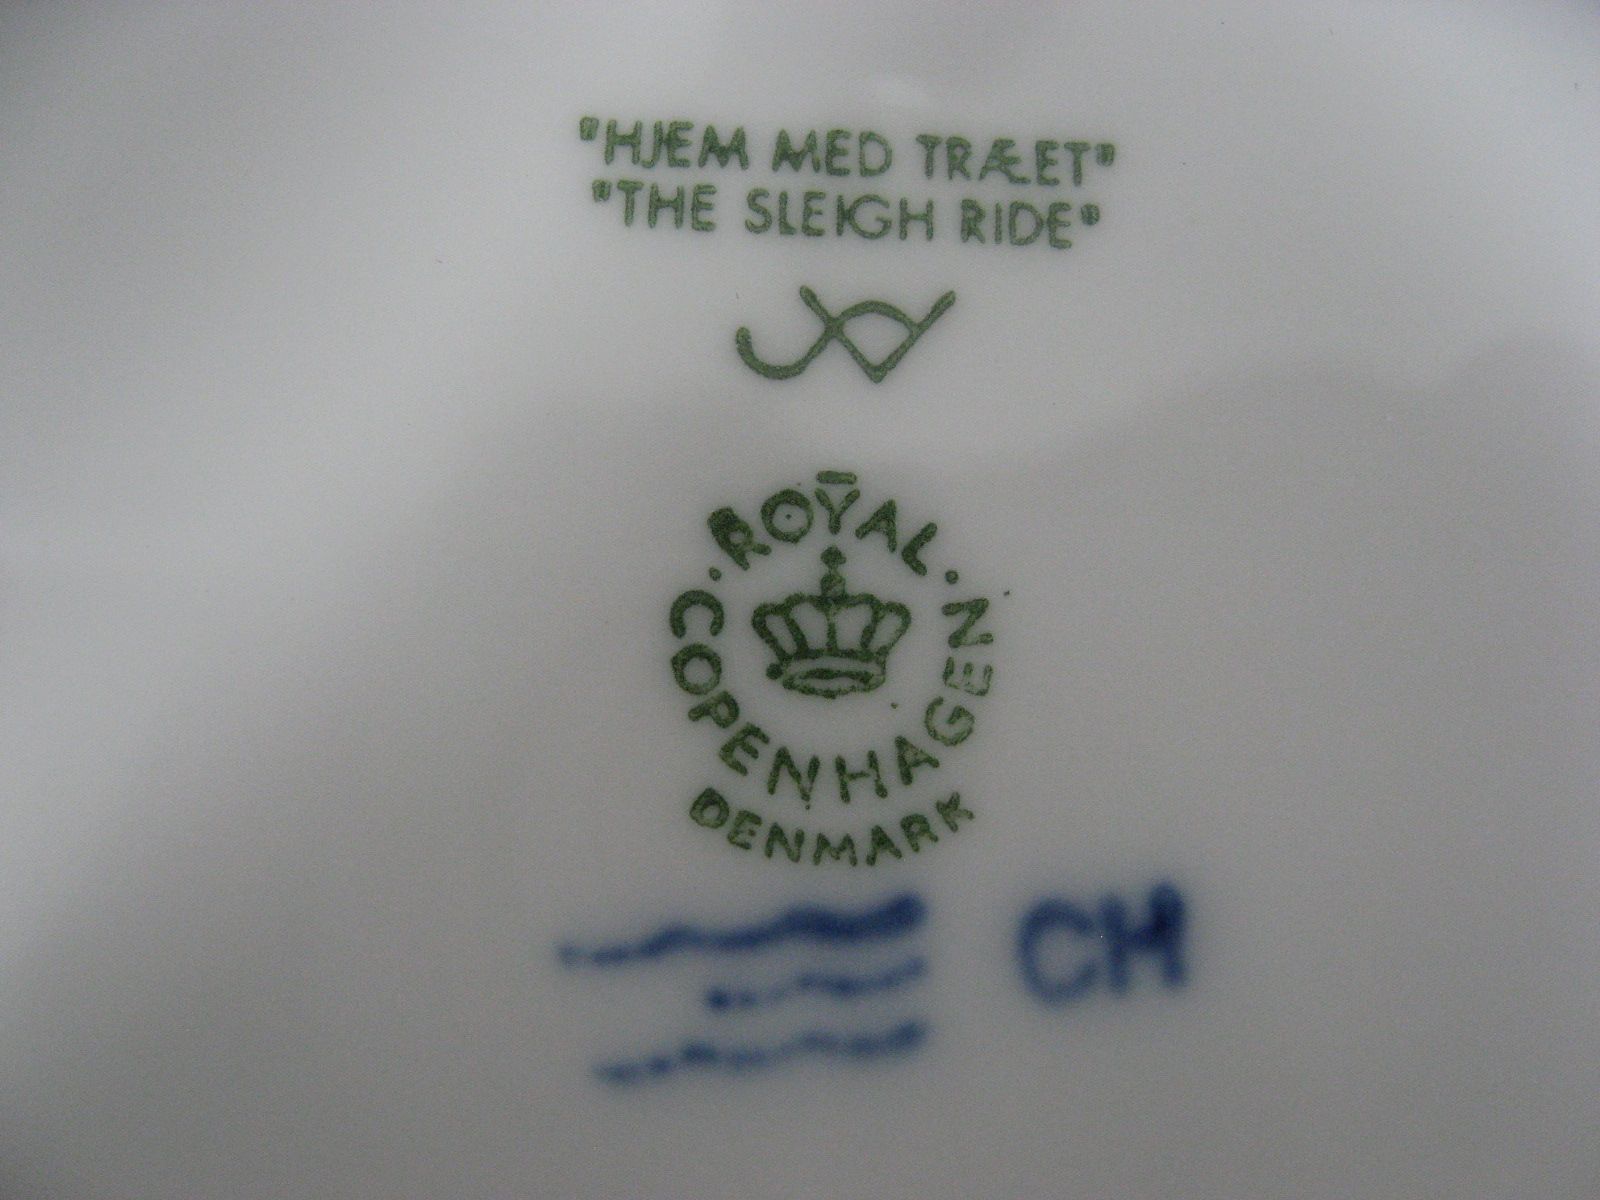 "HJEM MED TRÆET"
"THE SLEIGH RIDE"
ROYAL
COPENHAGEN
DENMARK
CH